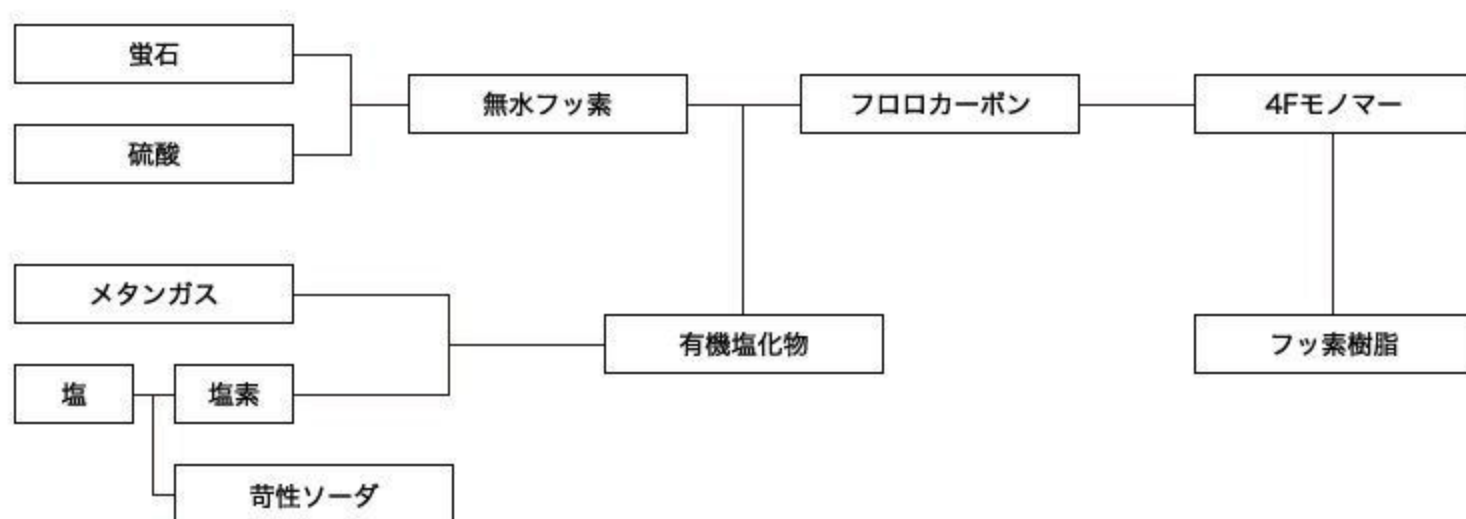 蛍石
無水フッ素
フロロカーボン
4Fモノマー
硫酸
メタンガス
有機塩化物
フッ素樹脂
塩
塩素
苛性ソーダ